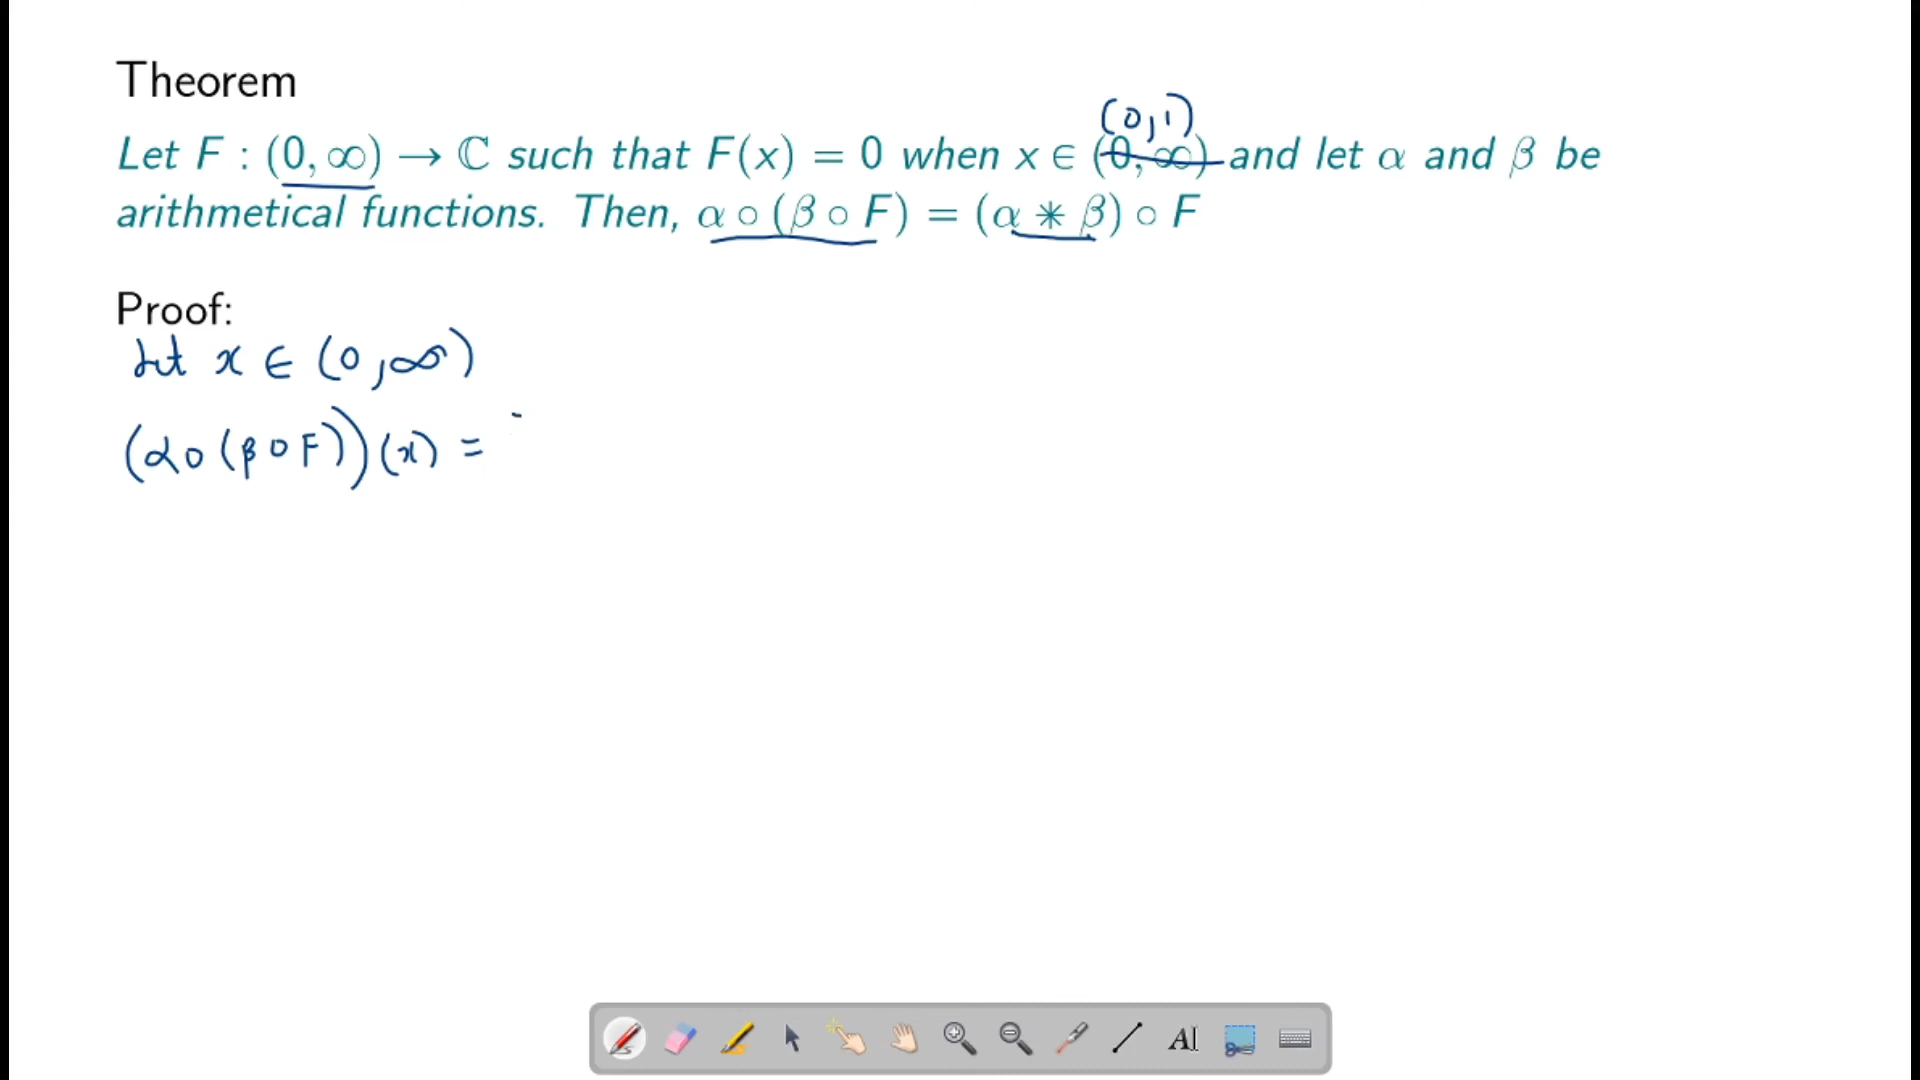 Theorem
(0,1)
Let F : (0, ∞) → ℂ such that F(x) = 0 when x ∈ (0, ∞) and let α and β be
arithmetical functions. Then, α ∘ (β ∘ F) = (α ∗ β) ∘ F
Proof:
Let x ∈ (0, ∞)
(α ∘ (β ∘ F))(x) =
AI